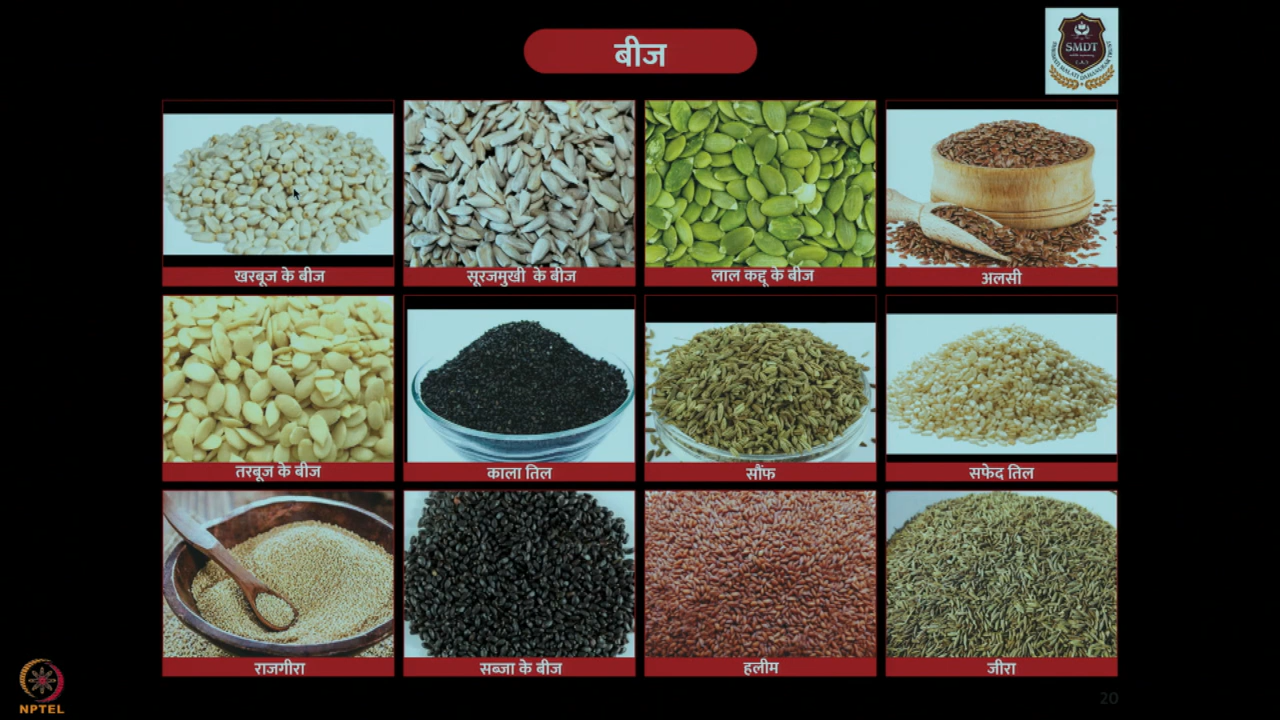 बीज
SMDT
खरबूज के बीज
सूरजमुखी के बीज
लाल कद्दू के बीज
अलसी
तरबूज के बीज
काला तिल
सौंफ
सफेद तिल
राजगीरा
सब्जा के बीज
हलीम
जीरा
NPTEL
20